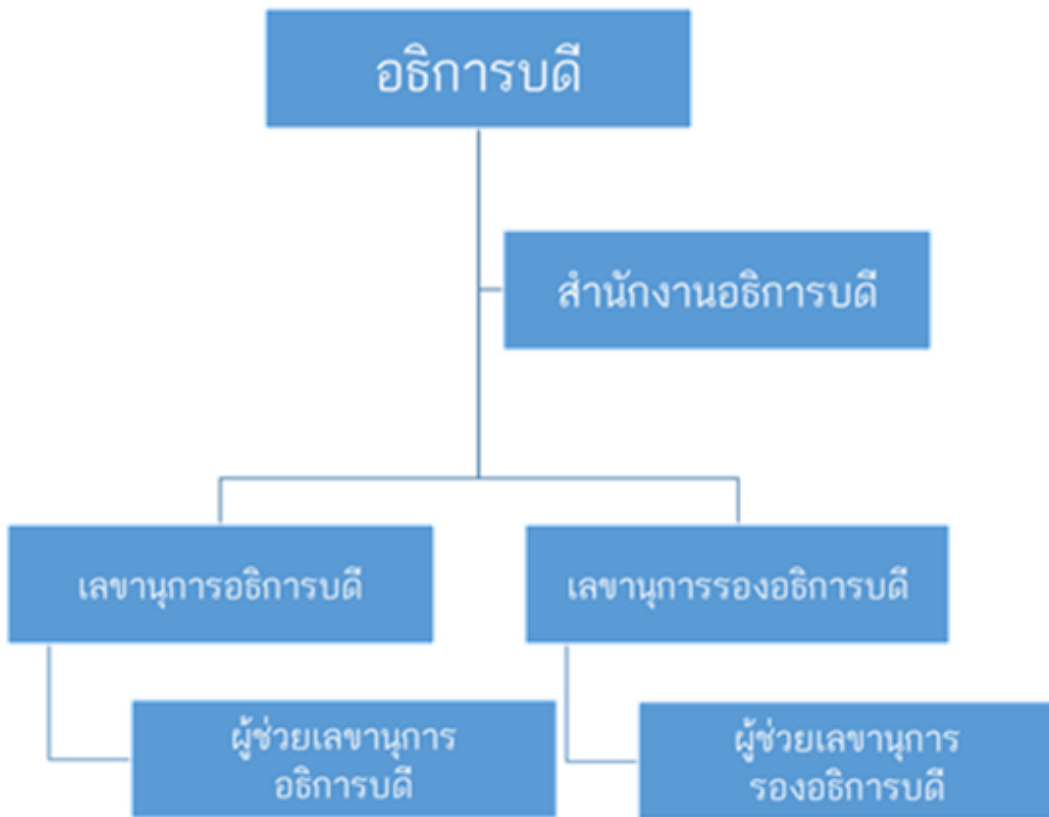 อธิการบดี
สำนักงานอธิการบดี
เลขานุการอธิการบดี
เลขานุการรองอธิการบดี
ผู้ช่วยเลขานุการ
อธิการบดี
ผู้ช่วยเลขานุการ
รองอธิการบดี